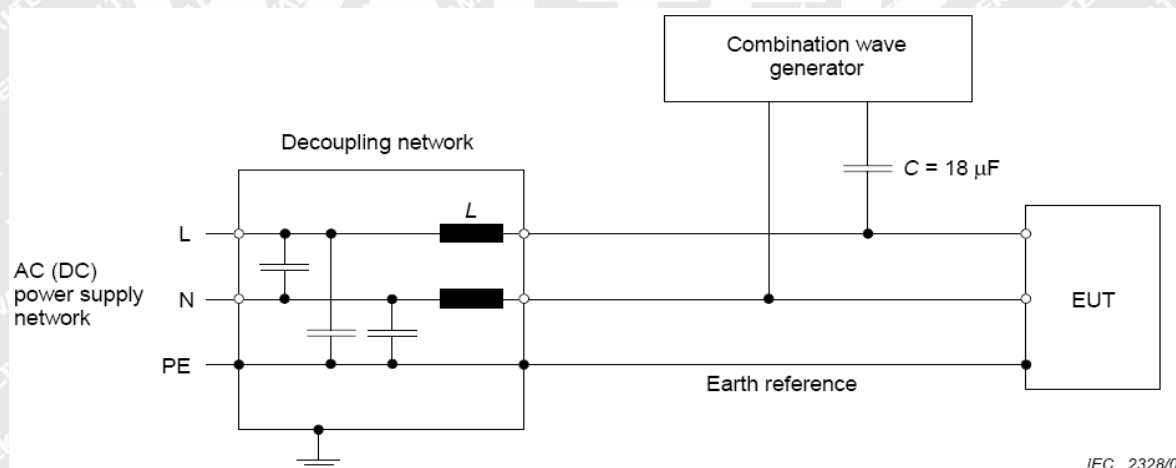 Combination wave
generator
Decoupling network
C = 18 μF
L
L
AC (DC)
power supply
network
N
EUT
PE
Earth reference